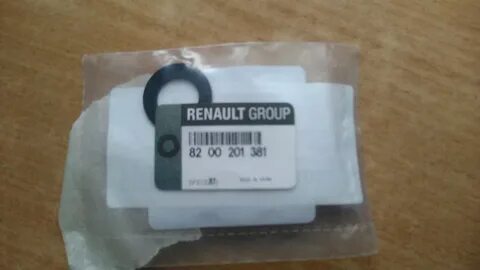 RENAULT GROUP
82 00 201 381